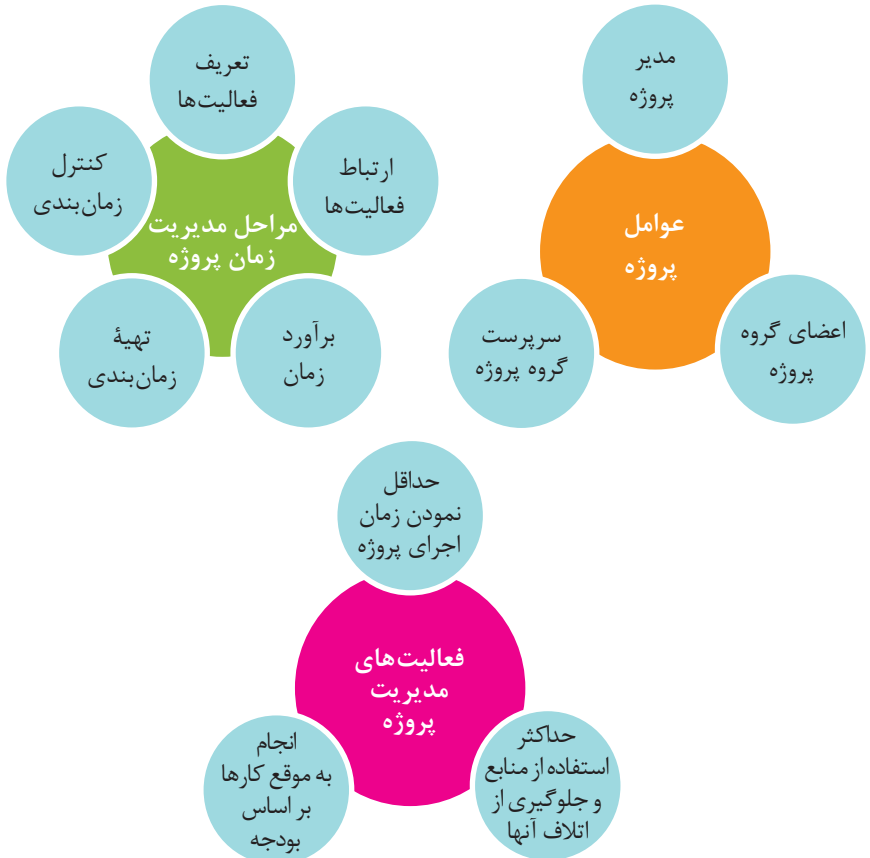 مدیر
پروژه
عوامل
پروژه
اعضای گروه
پروژه
سرپرست
گروه پروژه
تعریف
فعالیت‌ها
ارتباط
فعالیت‌ها
برآورد
زمان
تهیهٔ
زمان‌بندی
کنترل
زمان‌بندی
مراحل مدیریت
زمان پروژه
حداقل
نمودن زمان
اجرای پروژه
فعالیت‌های
مدیریت
پروژه
حداکثر
استفاده از منابع
و جلوگیری از
اتلاف آنها
انجام
به موقع کارها
بر اساس
بودجه